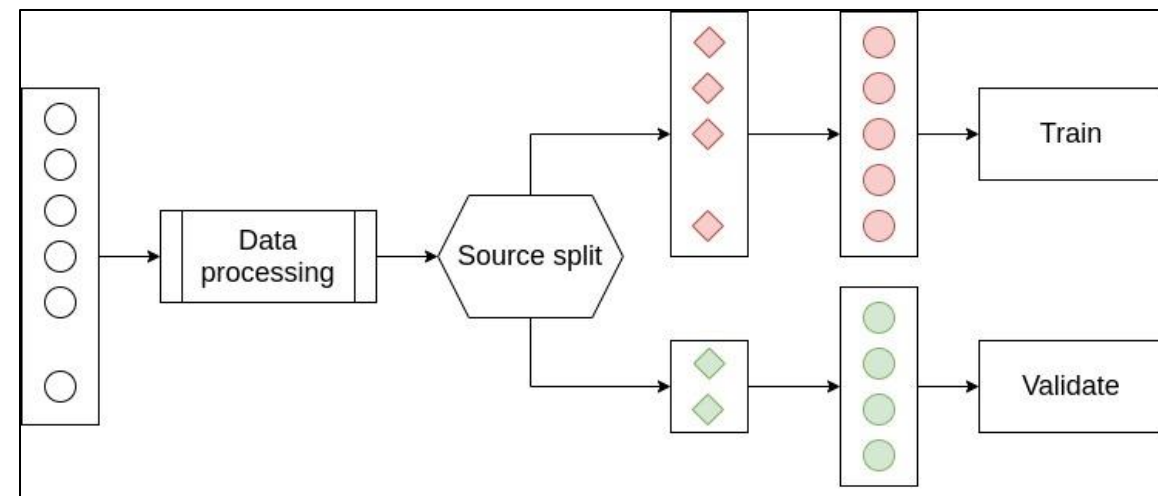 Data
processing
Source split
Train
Validate